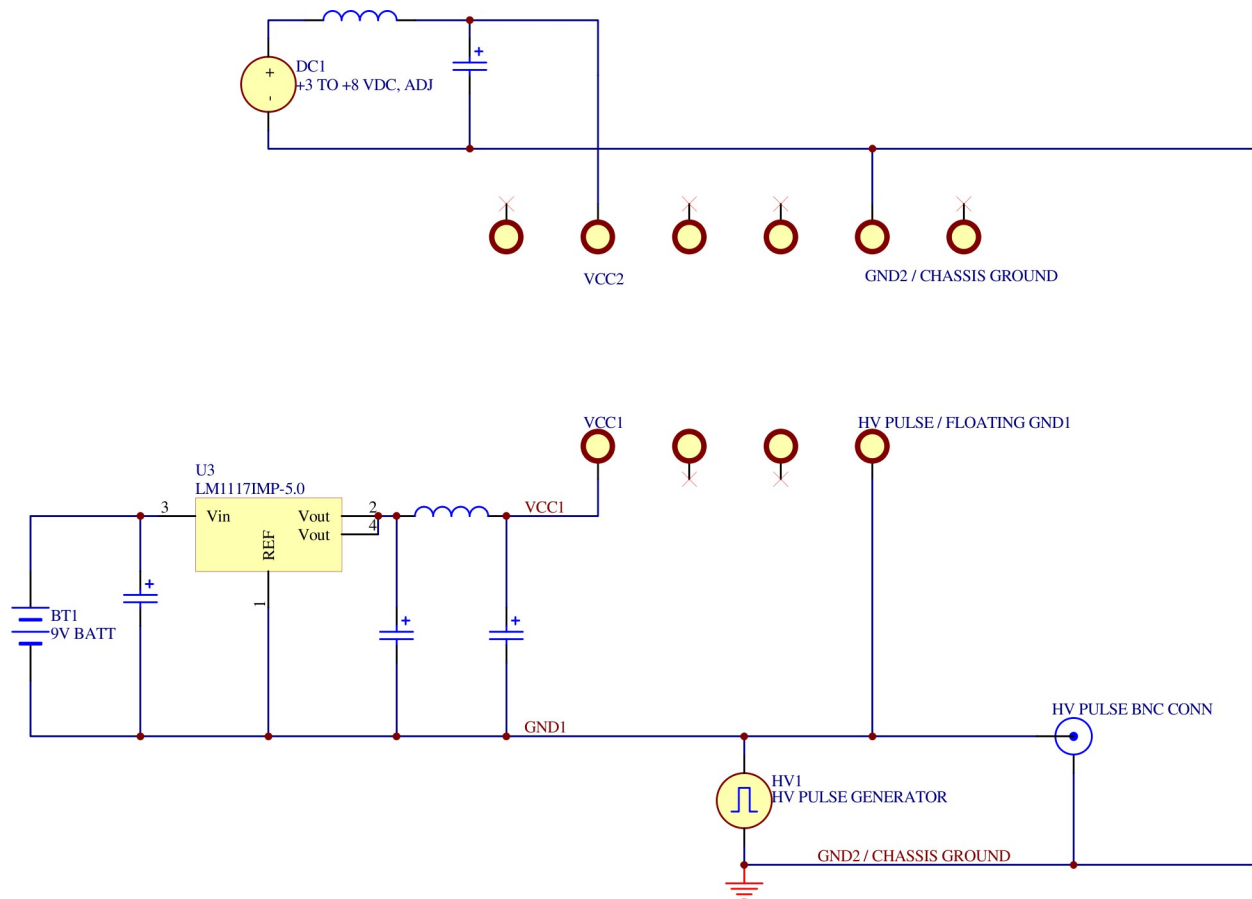 DC1
+3 TO +8 VDC, ADJ
VCC2
GND2 / CHASSIS GROUND
VCC1
HV PULSE / FLOATING GND1
U3
LM1117IMP-5.0
3
Vin
Vout
2
VCC1
Vout
4
REF
1
BT1
9V BATT
GND1
HV PULSE BNC CONN
HV1
HV PULSE GENERATOR
GND2 / CHASSIS GROUND